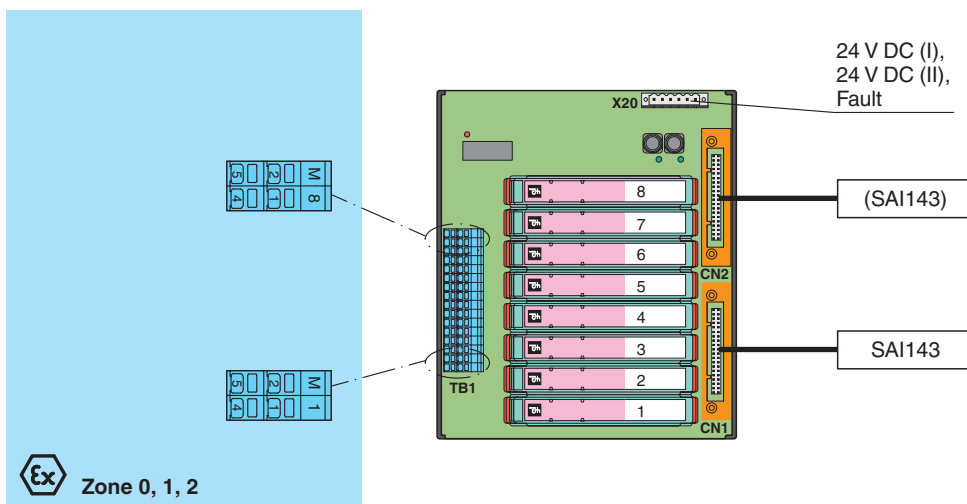 24 V DC (I),
24 V DC (II),
Fault
X20
M 2 5
8 1 4
8
7
6
5
4
3
2
1
(SAI143)
CN2
SAI143
TB1
CN1
M 2 5
1 1 4
Ex Zone 0, 1, 2